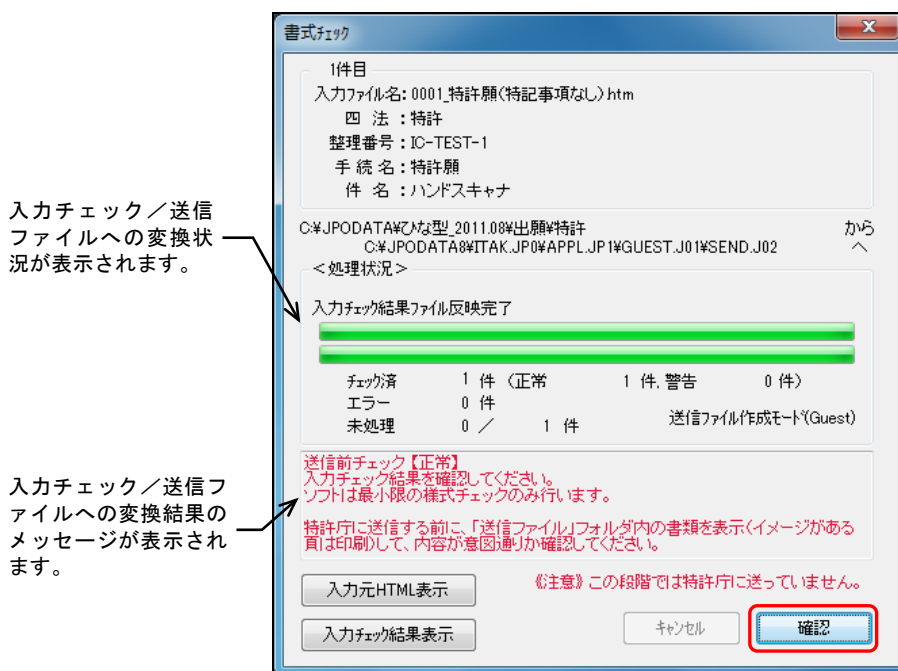 書式ﾁｪｯｸ
1件目
入力ファイル名: 0001_特許願(特記事項なし).htm
四 法 : 特許
整理番号 : IC-TEST-1
手 続 名 : 特許願
件 名 : ハンドスキャナ
C:¥JPODATA¥ひな型_2011.08¥出願¥特許 から
C:¥JPODATA8¥ITAK.JP0¥APPL.JP1¥GUEST.J01¥SEND.J02 へ
入力チェック／送信
ファイルへの変換状
況が表示されます。
＜処理状況＞
入力ﾁｪｯｸ結果ﾌｧｲﾙ反映完了
ﾁｪｯｸ済 1 件 (正常 1 件, 警告 0 件)
エラー 0 件
未処理 0 ／ 1 件 送信ﾌｧｲﾙ作成ﾓｰﾄﾞ(Guest)
入力チェック／送信フ
ァイルへの変換結果の
メッセージが表示され
ます。
送信前チェック【正常】
入力チェック結果を確認してください。
ソフトは最小限の様式チェックのみ行います。
特許庁に送信する前に、「送信ファイル」フォルダ内の書類を表示(イメージがある
頁は印刷)して、内容が意図通りか確認してください。
入力元HTML表示
《注意》 この段階では特許庁に送っていません。
入力ﾁｪｯｸ結果表示
ｷｬﾝｾﾙ
確認